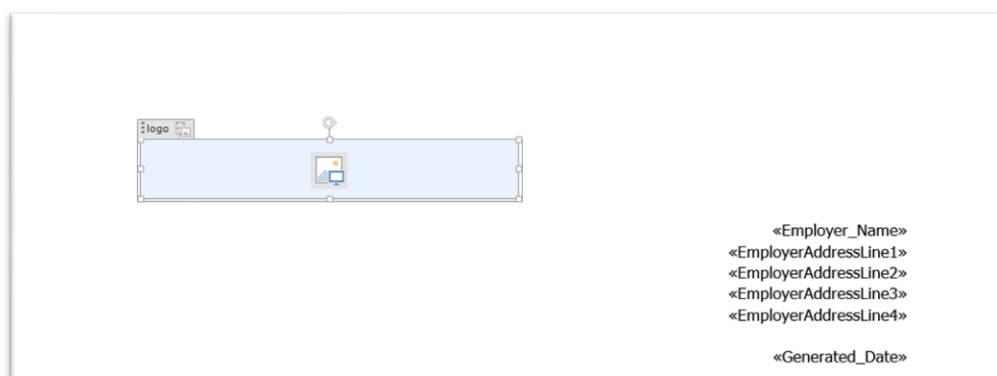 logo
«Employer_Name»
«EmployerAddressLine1»
«EmployerAddressLine2»
«EmployerAddressLine3»
«EmployerAddressLine4»
«Generated_Date»